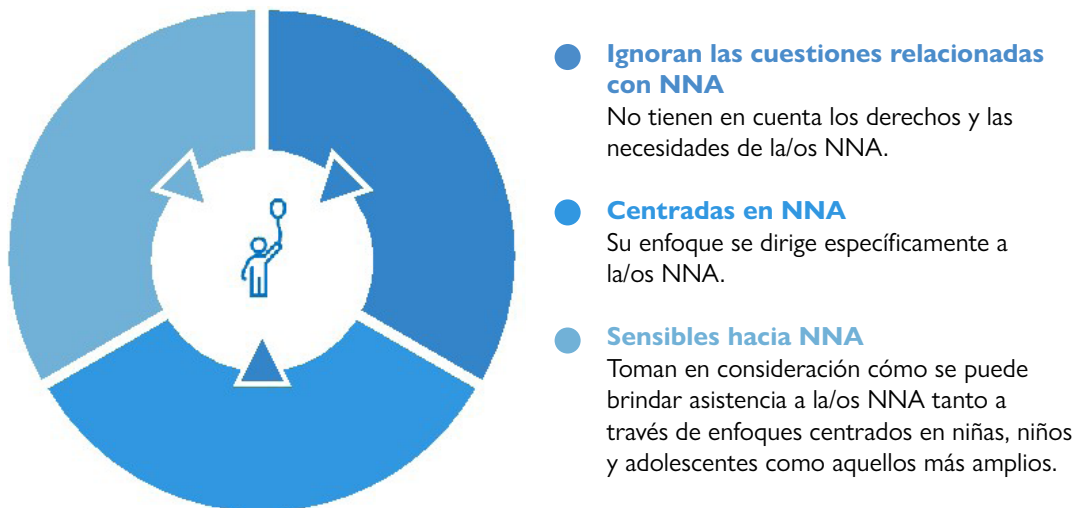 Ignoran las cuestiones relacionadas
con NNA
No tienen en cuenta los derechos y las
necesidades de la/os NNA.
Centradas en NNA
Su enfoque se dirige específicamente a
la/os NNA.
Sensibles hacia NNA
Toman en consideración cómo se puede
brindar asistencia a la/os NNA tanto a
través de enfoques centrados en niñas, niños
y adolescentes como aquellos más amplios.